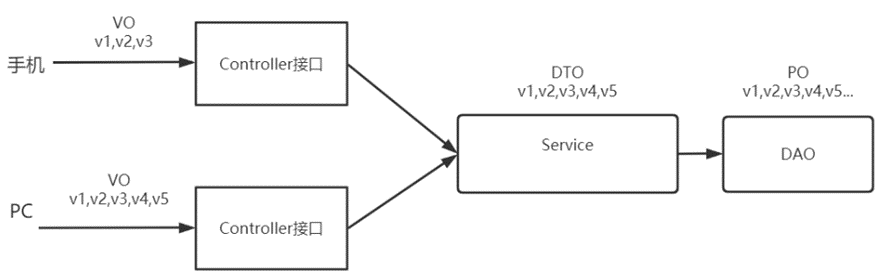 VO
v1,v2,v3
手机
Controller接口
DTO
v1,v2,v3,v4,v5
PO
v1,v2,v3,v4,v5...
Service
DAO
VO
v1,v2,v3,v4,v5
PC
Controller接口